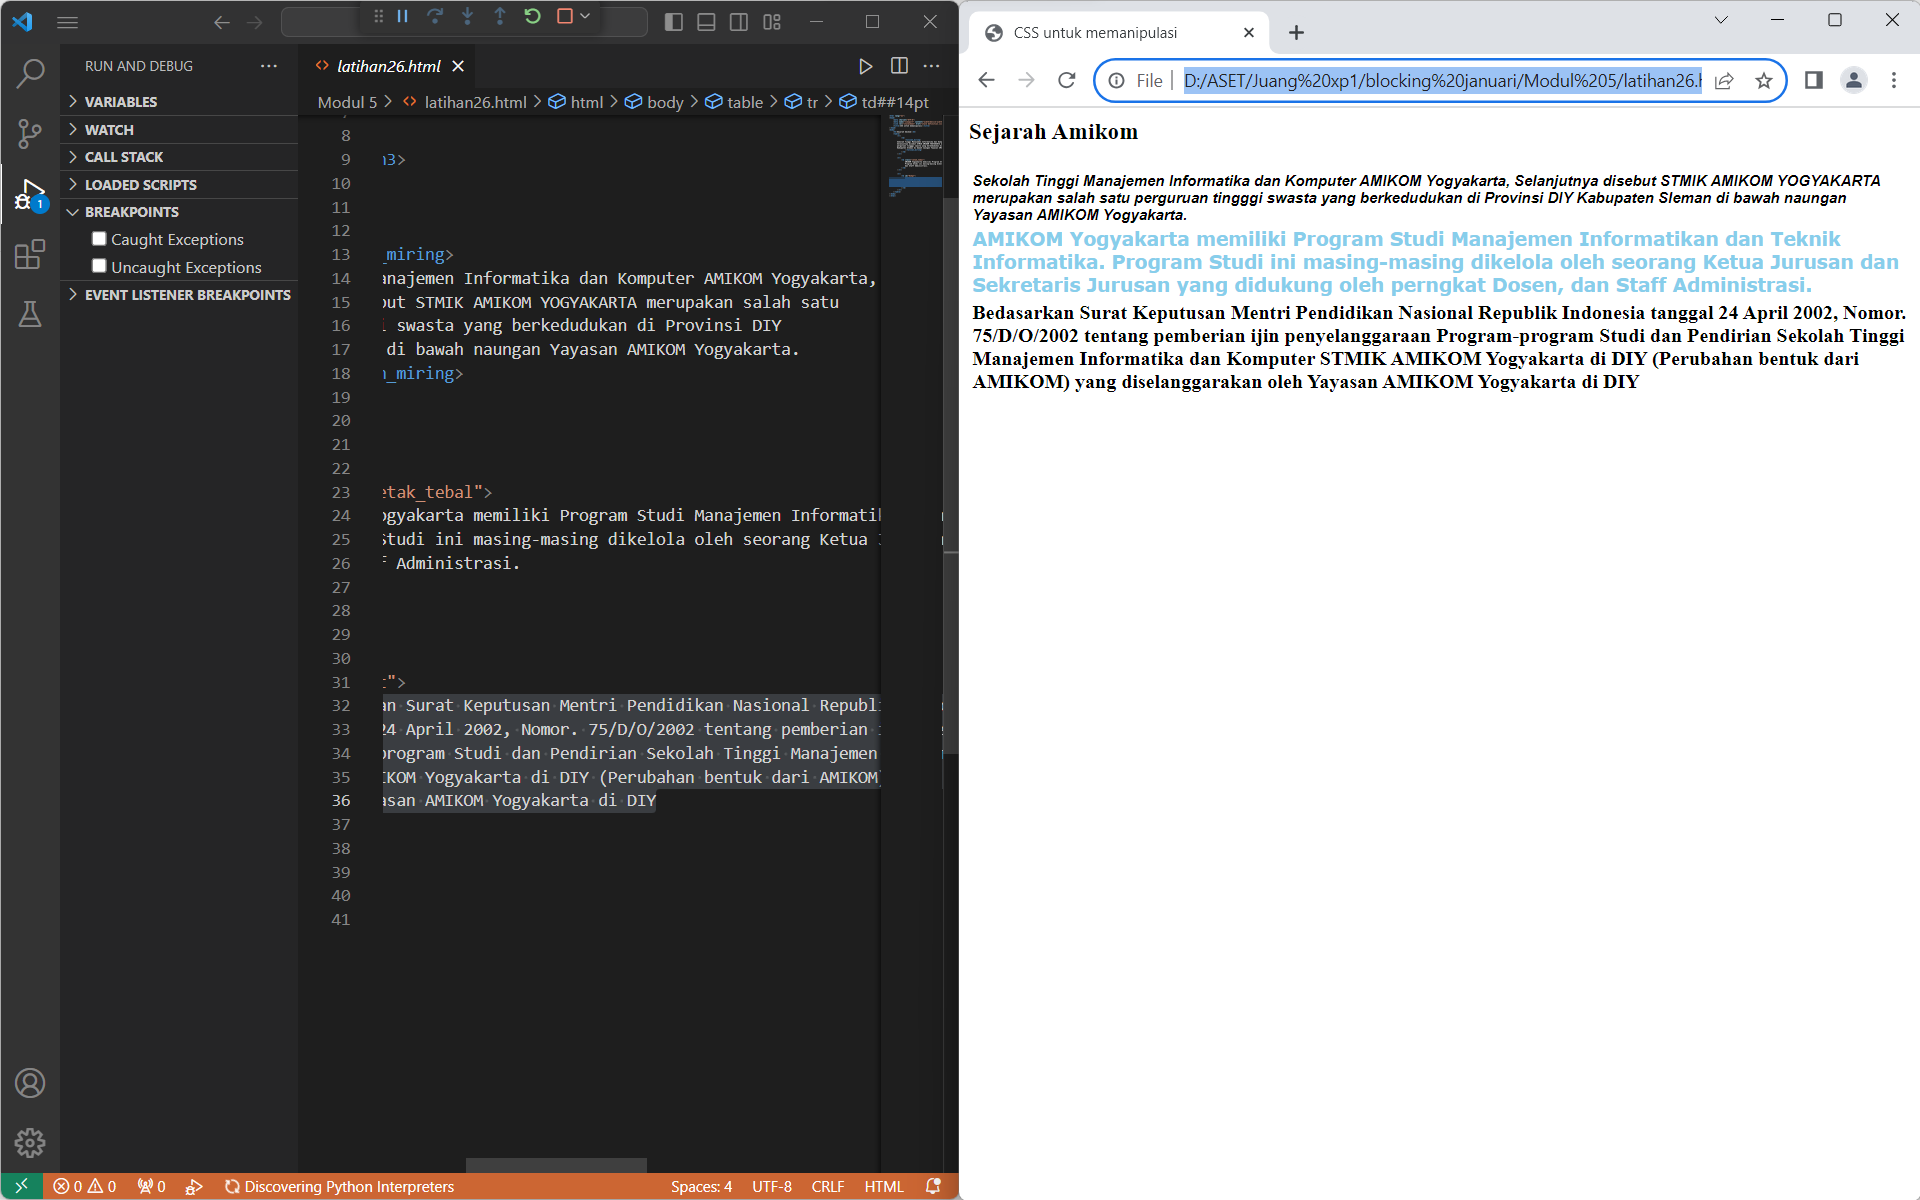 RUN AND DEBUG
VARIABLES
WATCH
CALL STACK
LOADED SCRIPTS
BREAKPOINTS
Caught Exceptions
Uncaught Exceptions
EVENT LISTENER BREAKPOINTS
1
latihan26.html
Modul 5 > latihan26.html > html > body > table > tr > td##14pt
8
9 h3>
10
11
12
13 _miring>
14 anajemen Informatika dan Komputer AMIKOM Yogyakarta,
15 but STMIK AMIKOM YOGYAKARTA merupakan salah satu
16 i swasta yang berkedudukan di Provinsi DIY
17 di bawah naungan Yayasan AMIKOM Yogyakarta.
18 _miring>
19
20
21
22
23 etak_tebal">
24 ogyakarta memiliki Program Studi Manajemen Informatik
25 Studi ini masing-masing dikelola oleh seorang Ketua
26 f Administrasi.
27
28
29
30
31 ">
32 an Surat Keputusan Mentri Pendidikan Nasional Republi
33 24 April 2002, Nomor. 75/D/O/2002 tentang pemberian
34 program Studi dan Pendirian Sekolah Tinggi Manajemen
35 IKOM Yogyakarta di DIY (Perubahan bentuk dari AMIKOM)
36 asan AMIKOM Yogyakarta di DIY
37
38
39
40
41
0 0 0 Discovering Python Interpreters Spaces: 4 UTF-8 CRLF HTML
CSS untuk memanipulasi
File D:/ASET/Juang%20xp1/blocking%20januari/Modul%205/latihan26.h
Sejarah Amikom
Sekolah Tinggi Manajemen Informatika dan Komputer AMIKOM Yogyakarta, Selanjutnya disebut STMIK AMIKOM YOGYAKARTA
merupakan salah satu perguruan tingggi swasta yang berkedudukan di Provinsi DIY Kabupaten Sleman di bawah naungan
Yayasan AMIKOM Yogyakarta.
AMIKOM Yogyakarta memiliki Program Studi Manajemen Informatikan dan Teknik
Informatika. Program Studi ini masing-masing dikelola oleh seorang Ketua Jurusan dan
Sekretaris Jurusan yang didukung oleh perngkat Dosen, dan Staff Administrasi.
Bedasarkan Surat Keputusan Mentri Pendidikan Nasional Republik Indonesia tanggal 24 April 2002, Nomor.
75/D/O/2002 tentang pemberian ijin penyelanggaraan Program-program Studi dan Pendirian Sekolah Tinggi
Manajemen Informatika dan Komputer STMIK AMIKOM Yogyakarta di DIY (Perubahan bentuk dari
AMIKOM) yang diselanggarakan oleh Yayasan AMIKOM Yogyakarta di DIY